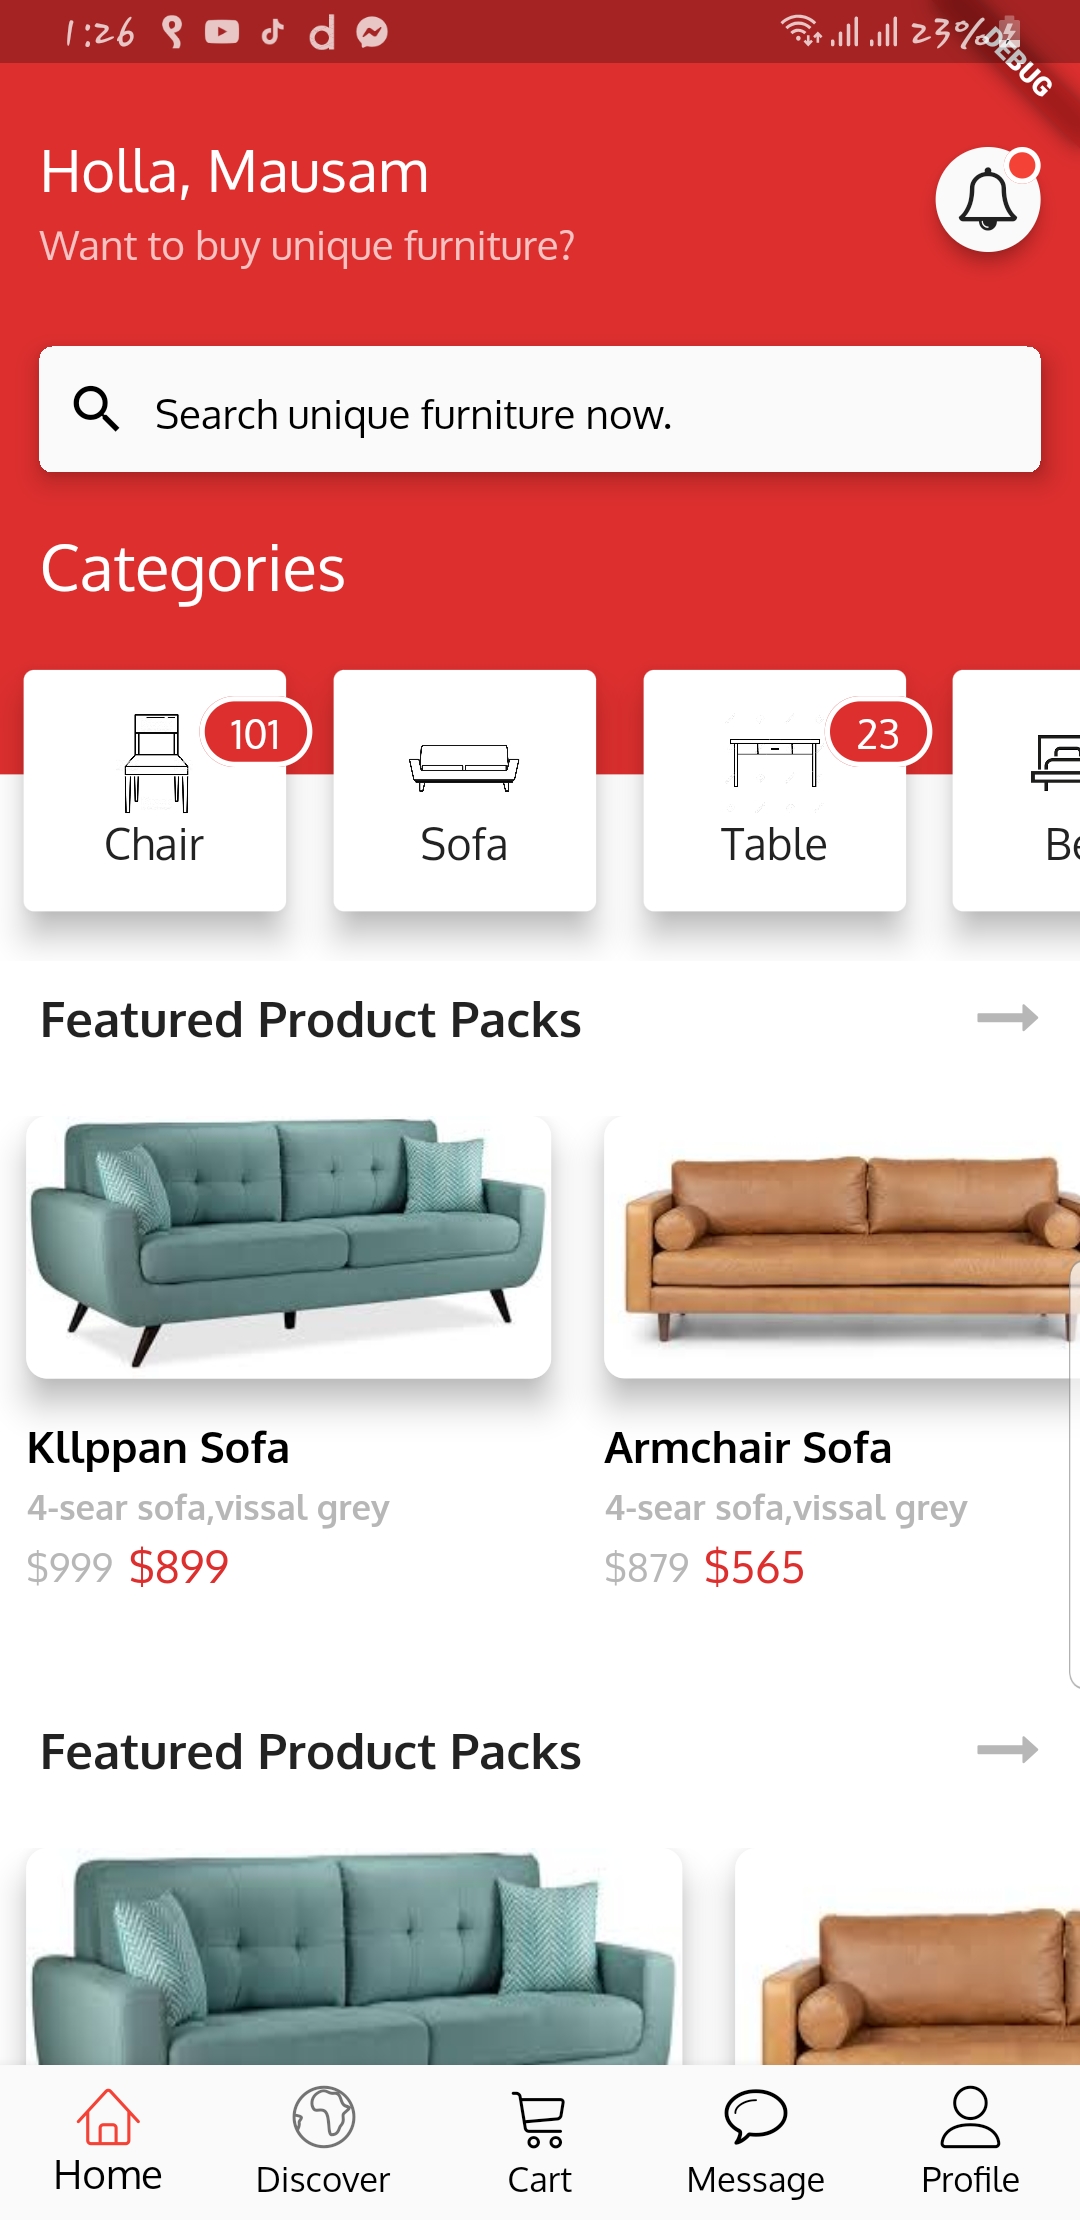 1:26
23%
DEBUG
Holla, Mausam
Want to buy unique furniture?
Search unique furniture now.
Categories
101
23
Chair
Sofa
Table
Be
Featured Product Packs
Kllppan Sofa
Armchair Sofa
4-sear sofa,vissal grey
4-sear sofa,vissal grey
$999 $899
$879 $565
Featured Product Packs
Home
Discover
Cart
Message
Profile